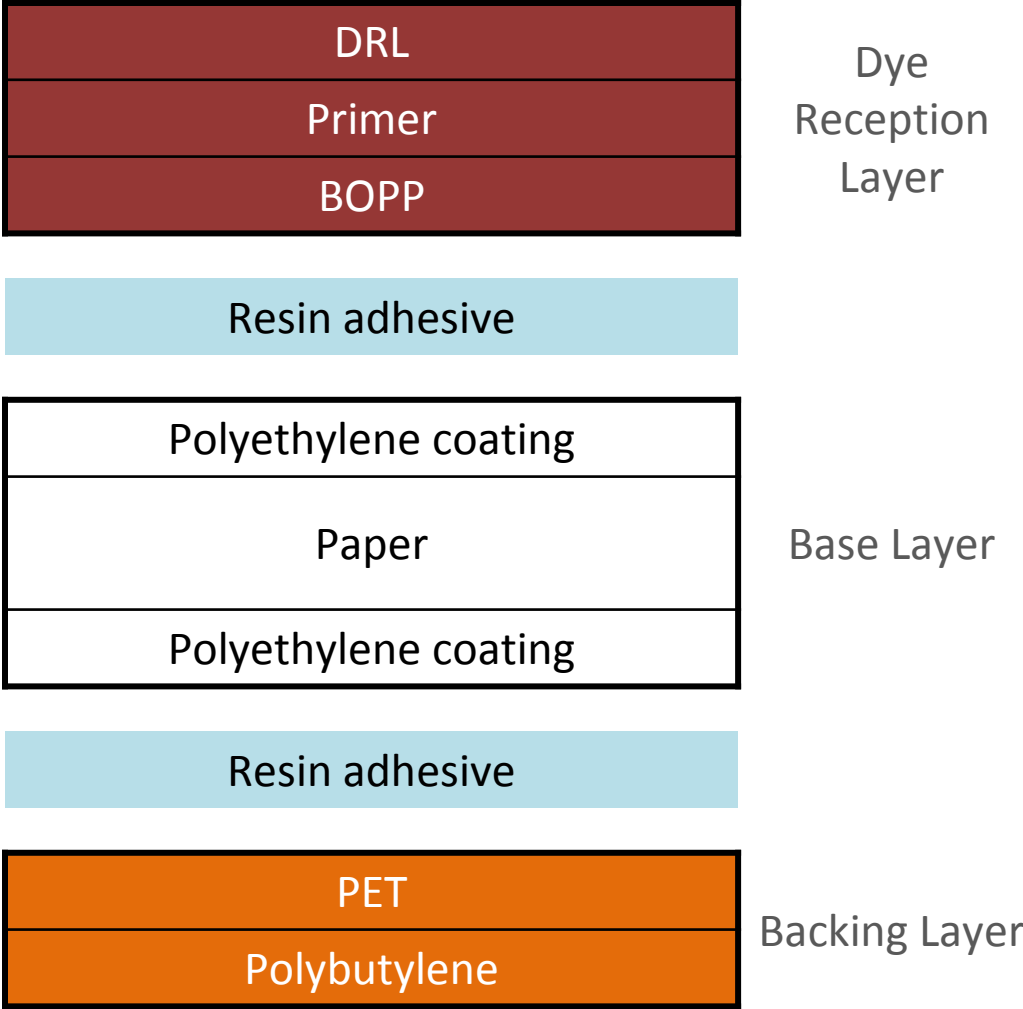 DRL
Primer
BOPP
Dye
Reception
Layer
Resin adhesive
Polyethylene coating
Paper
Polyethylene coating
Base Layer
Resin adhesive
PET
Polybutylene
Backing Layer